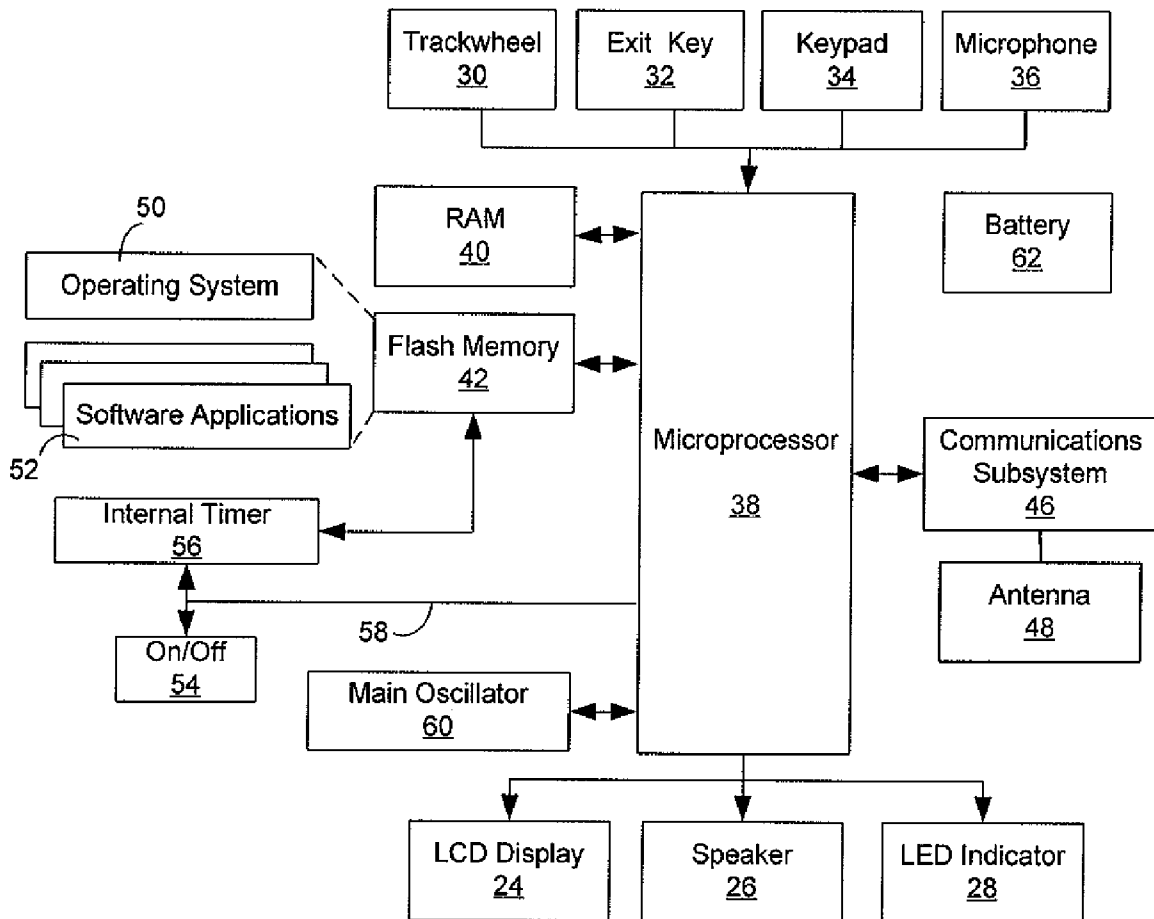 Trackwheel
30
Exit Key
32
Keypad
34
Microphone
36
50
RAM
40
Battery
62
Operating System
Flash Memory
42
Software Applications
52
Microprocessor
38
Communications
Subsystem
46
Internal Timer
56
Antenna
48
58
On/Off
54
Main Oscillator
60
LCD Display
24
Speaker
26
LED Indicator
28